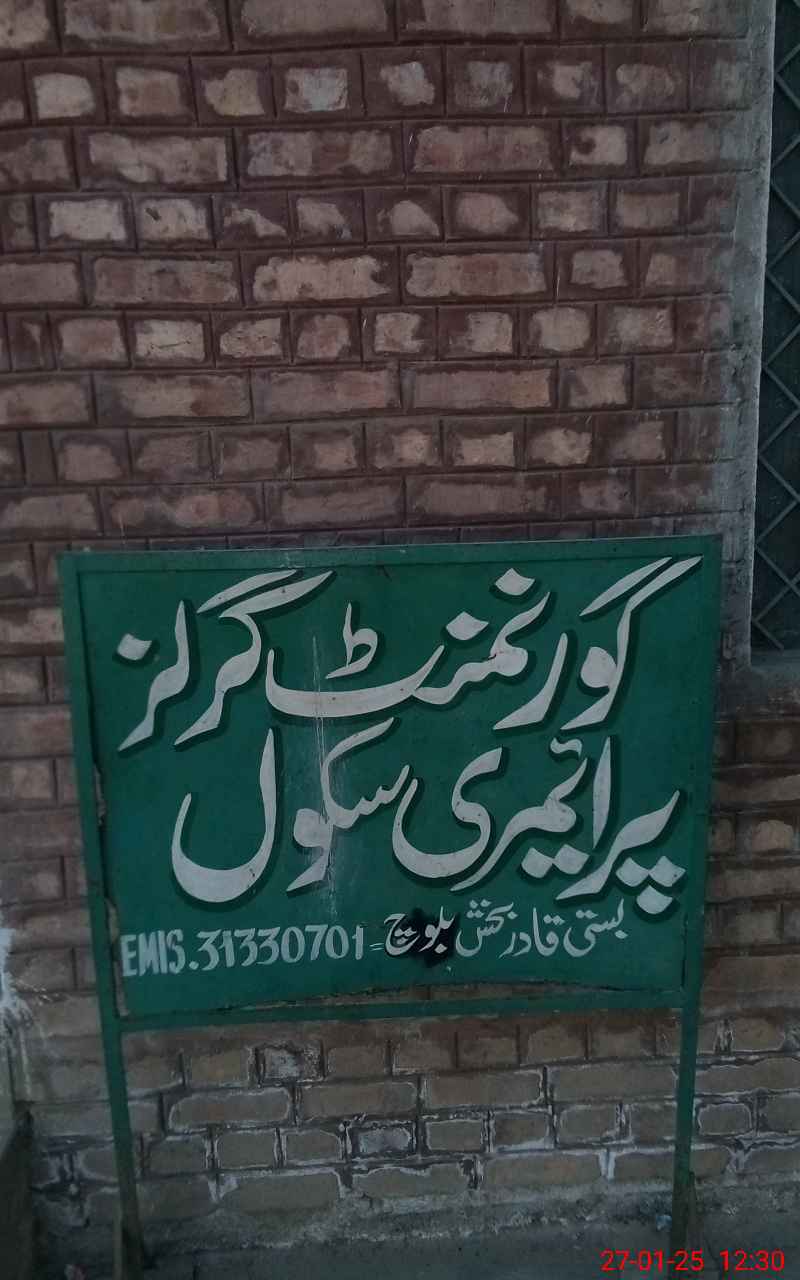 گورنمنٹ گرلز
پرائمری سکول
بستی قادر بخش بلوچ = EMIS.31330701
27-01-25 12:30